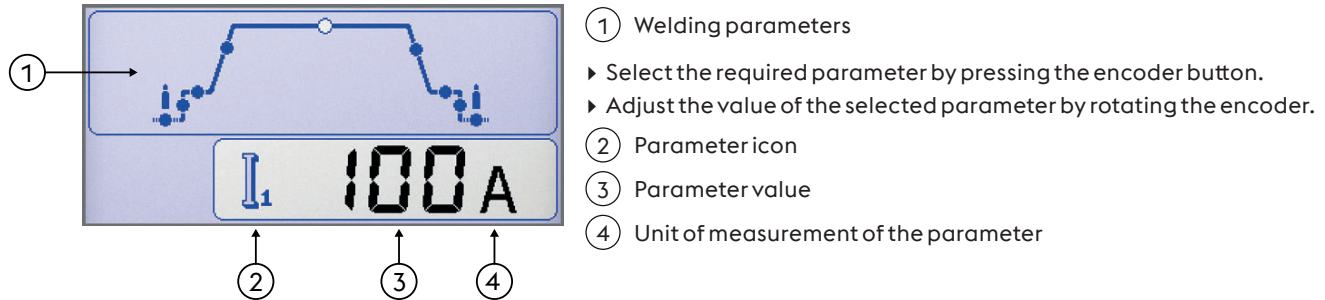 1 Welding parameters
▸ Select the required parameter by pressing the encoder button.
▸ Adjust the value of the selected parameter by rotating the encoder.
2 Parameter icon
3 Parameter value
4 Unit of measurement of the parameter
1
I1 100 A
2 3 4